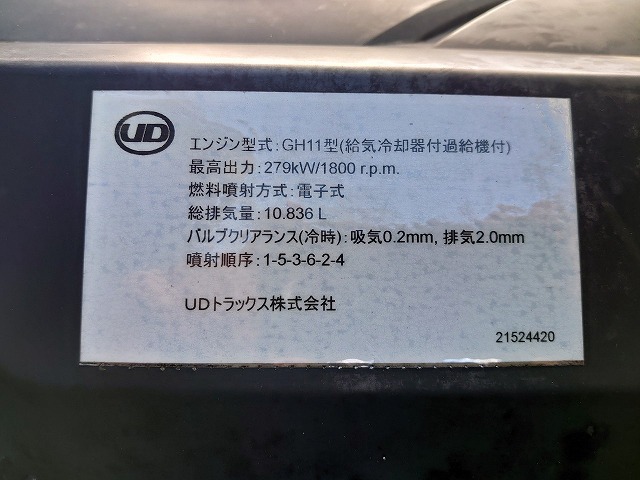 UD
エンジン型式:GH11型(給気冷却器付過給機付)
最高出力:279kW/1800 r.p.m.
燃料噴射方式:電子式
総排気量:10.836 L
バルブクリアランス(冷時):吸気0.2mm, 排気2.0mm
噴射順序:1-5-3-6-2-4
UDトラックス株式会社
21524420